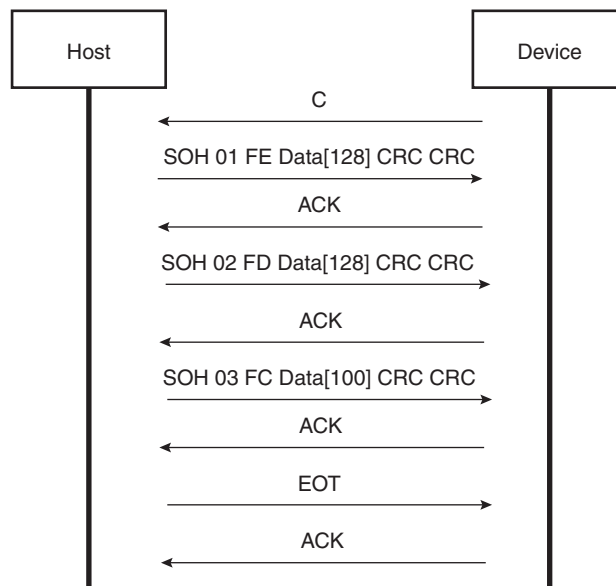 Host
Device
C
SOH 01 FE Data[128] CRC CRC
ACK
SOH 02 FD Data[128] CRC CRC
ACK
SOH 03 FC Data[100] CRC CRC
ACK
EOT
ACK